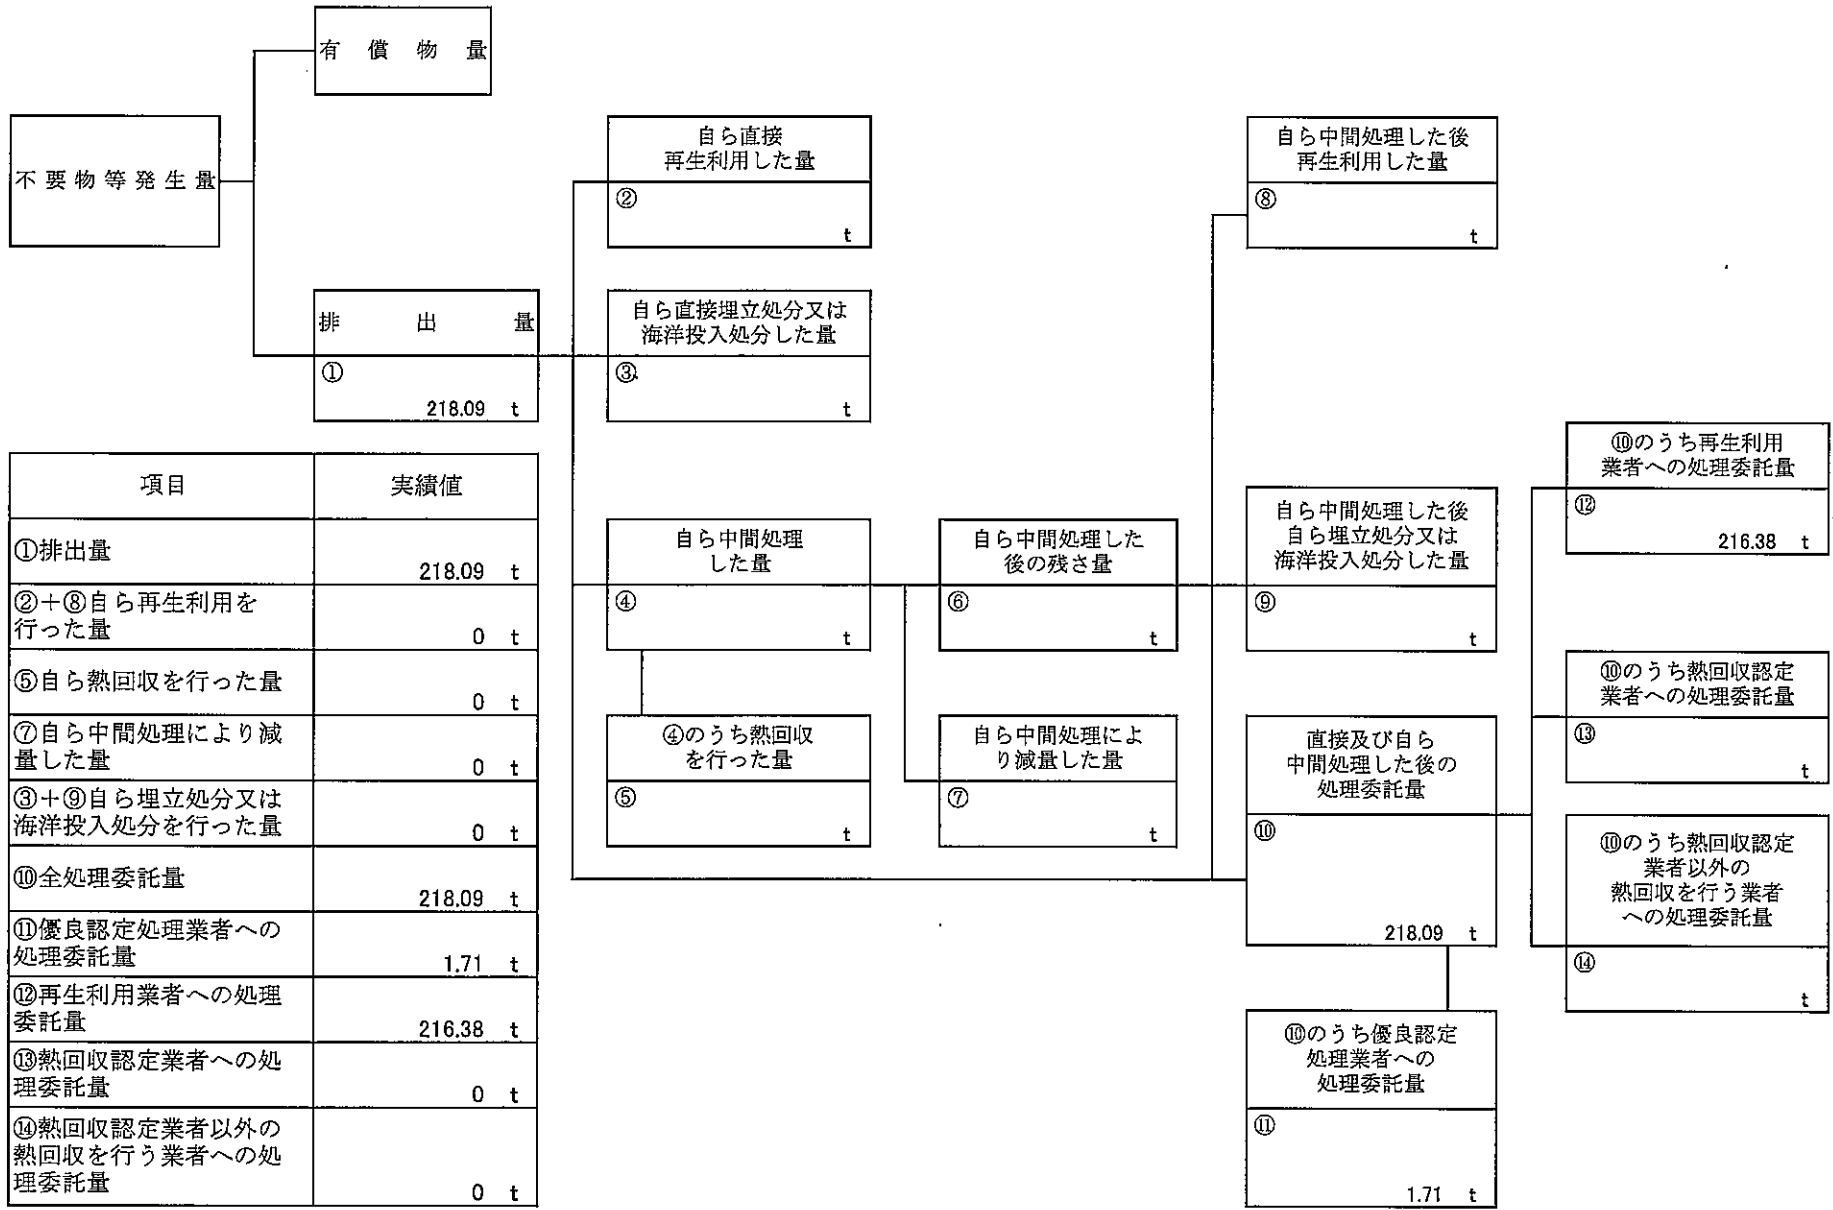 有償物量
不要物等発生量
排出量
①
218.09 t
自ら直接
再生利用した量
②
t
自ら直接埋立処分又は
海洋投入処分した量
③
t
自ら中間処理
した量
④
t
④のうち熱回収
を行った量
⑤
t
自ら中間処理した
後の残さ量
⑥
t
自ら中間処理によ
り減量した量
⑦
t
自ら中間処理した後
再生利用した量
⑧
t
自ら中間処理した後
自ら埋立処分又は
海洋投入処分した量
⑨
t
直接及び自ら
中間処理した後の
処理委託量
⑩
218.09 t
⑩のうち優良認定
処理業者への
処理委託量
⑪
1.71 t
⑩のうち再生利用
業者への処理委託量
⑫
216.38 t
⑩のうち熱回収認定
業者への処理委託量
⑬
t
⑩のうち熱回収認定
業者以外の
熱回収を行う業者
への処理委託量
⑭
t
項目 実績値
①排出量
218.09 t
②+⑧自ら再生利用を
行った量
0 t
⑤自ら熱回収を行った量
0 t
⑦自ら中間処理により減
量した量
0 t
③+⑨自ら埋立処分又は
海洋投入処分を行った量
0 t
⑩全処理委託量
218.09 t
⑪優良認定処理業者への
処理委託量
1.71 t
⑫再生利用業者への処理
委託量
216.38 t
⑬熱回収認定業者への処
理委託量
0 t
⑭熱回収認定業者以外の
熱回収を行う業者への処
理委託量
0 t